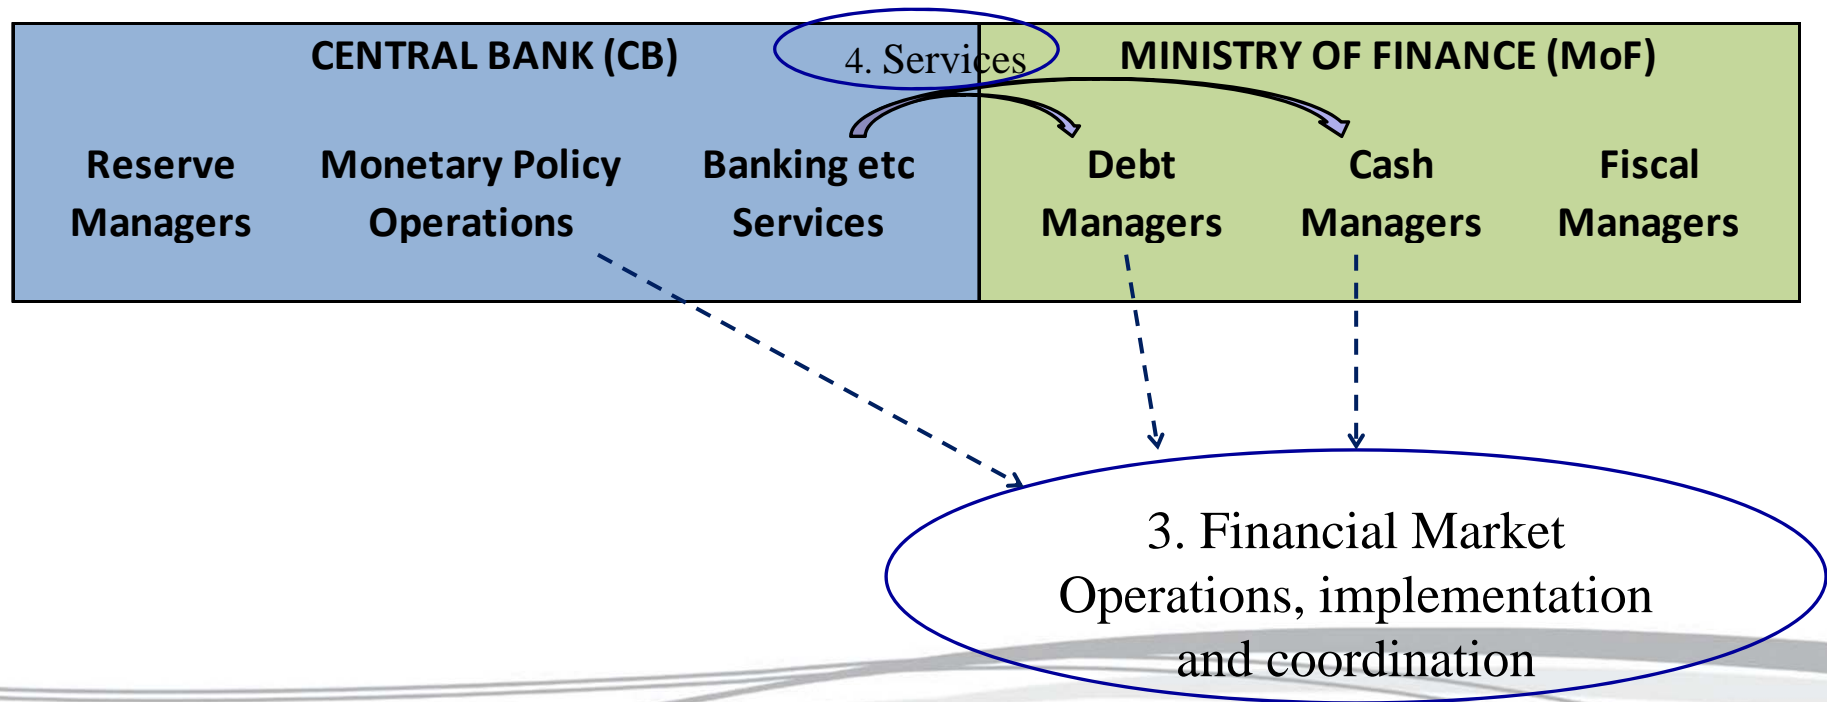 CENTRAL BANK (CB)
4. Services
MINISTRY OF FINANCE (MoF)
Reserve
Managers
Monetary Policy
Operations
Banking etc
Services
Debt
Managers
Cash
Managers
Fiscal
Managers
3. Financial Market
Operations, implementation
and coordination